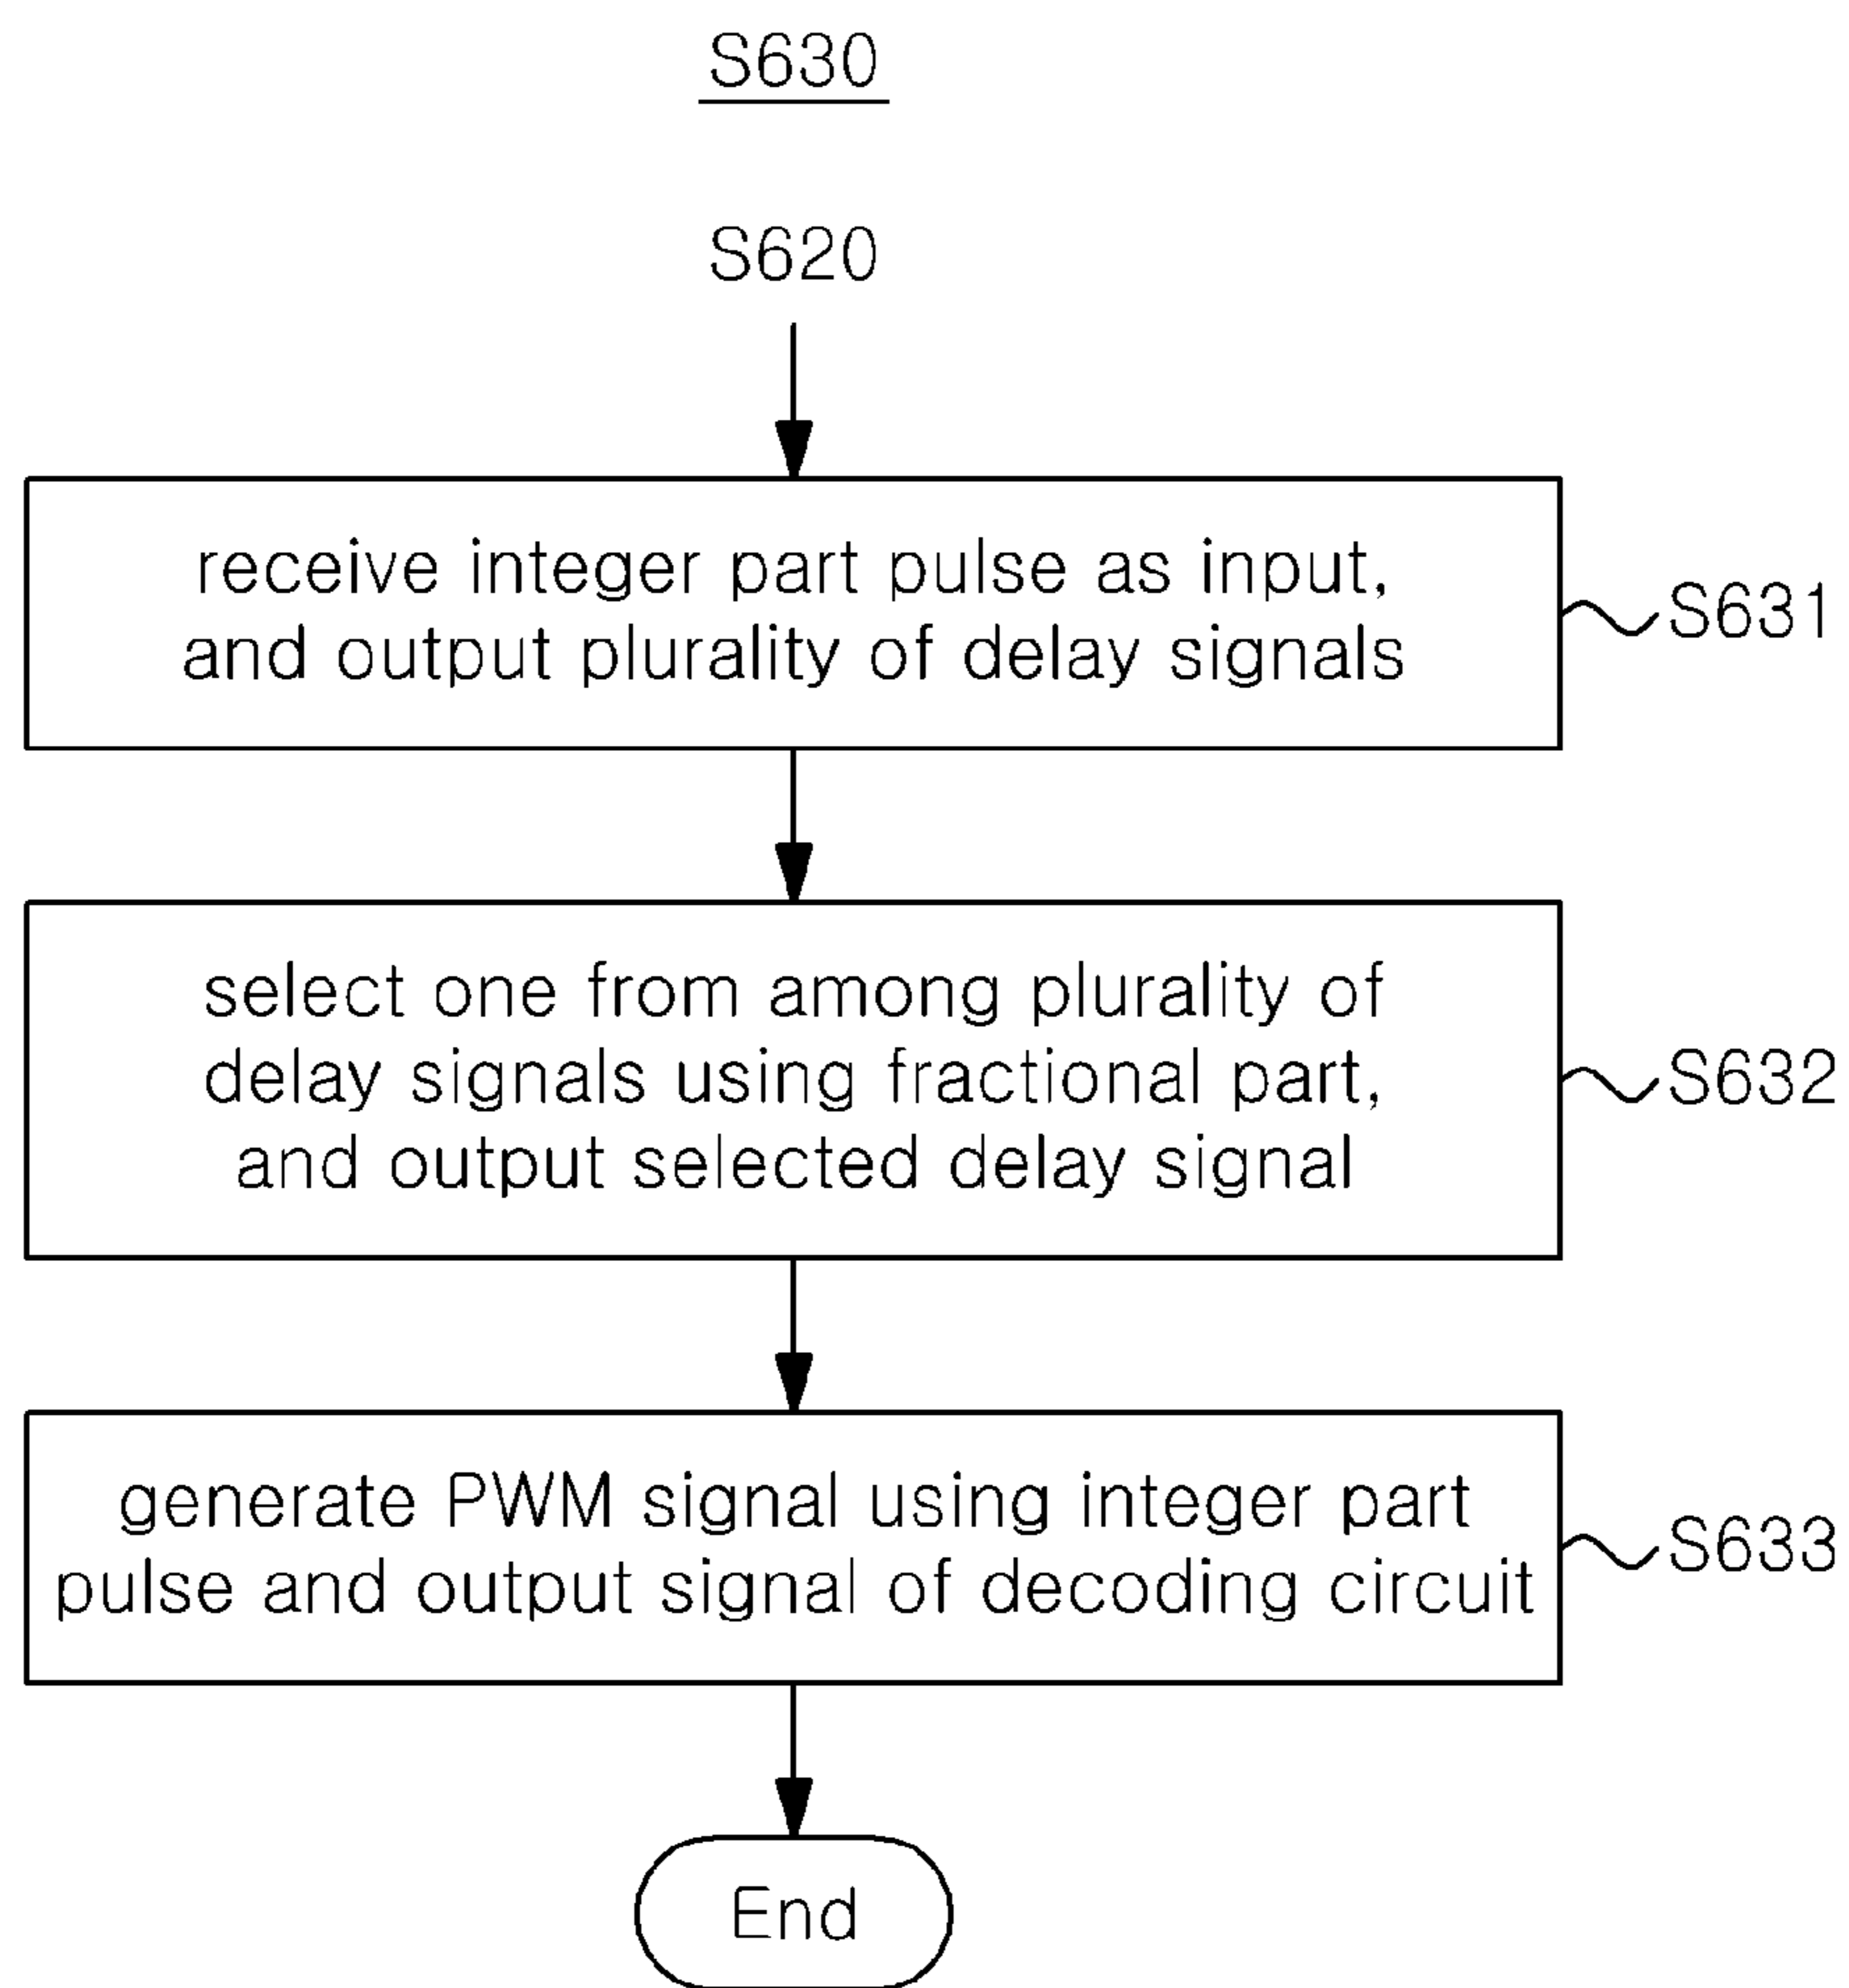 S630
S620
receive integer part pulse as input,
and output plurality of delay signals
S631
select one from among plurality of
delay signals using fractional part,
and output selected delay signal
S632
generate PWM signal using integer part
pulse and output signal of decoding circuit
S633
End